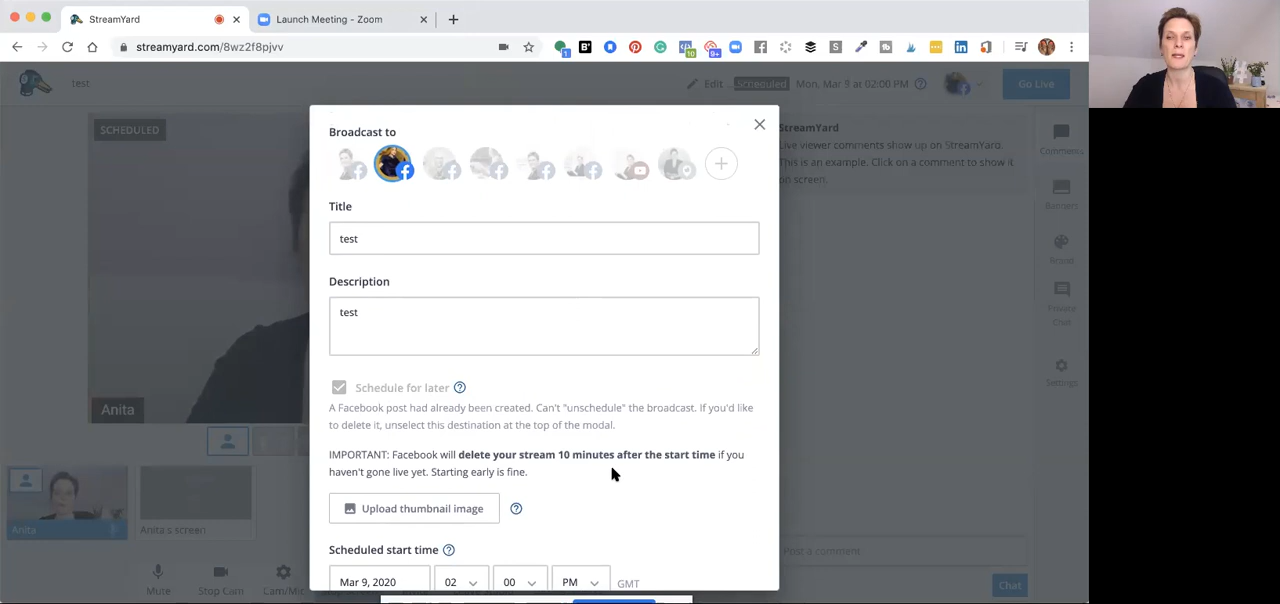 StreamYard
Launch Meeting - Zoom
streamyard.com/8wz2f8pjvv
1
10
9+
test
Edit
Scheduled
Mon. Mar 9 at 02:00 PM
Go Live
SCHEDULED
Broadcast to
StreamYard
Live viewer comments show up on StreamYard.
This is an example. Click on a comment to show it
on screen.
Comments
Banners
Brand
Private
Chat
Settings
Title
test
Description
test
Schedule for later
A Facebook post had already been created. Can't "unschedule" the broadcast. If you'd like
to delete it, unselect this destination at the top of the modal.
IMPORTANT: Facebook will delete your stream 10 minutes after the start time if you
haven't gone live yet. Starting early is fine.
Upload thumbnail image
Scheduled start time
Mar 9, 2020
02
00
PM
GMT
Anita
Anita
Anita's screen
Mute
Stop Cam
Cam/Mic
Post a comment
Chat